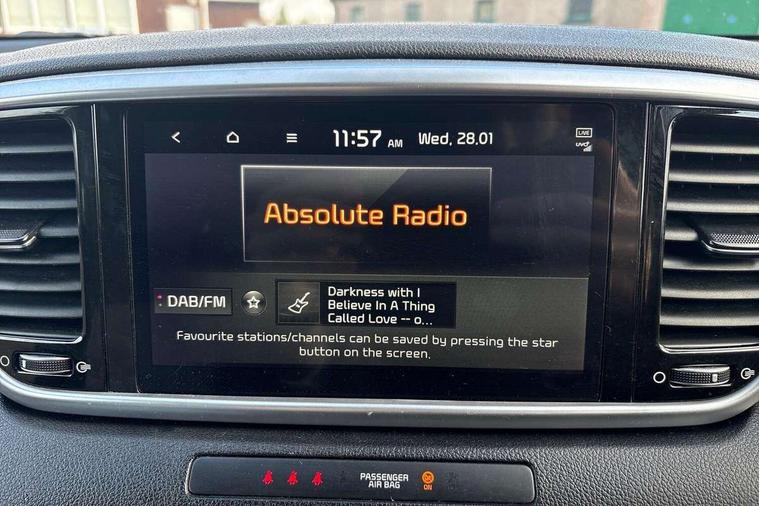 11:57 AM Wed, 28.01
LIVE
UVO
Absolute Radio
DAB/FM
Darkness with I
Believe In A Thing
Called Love -- o...
Favourite stations/channels can be saved by pressing the star
button on the screen.
PASSENGER
AIR BAG
ON